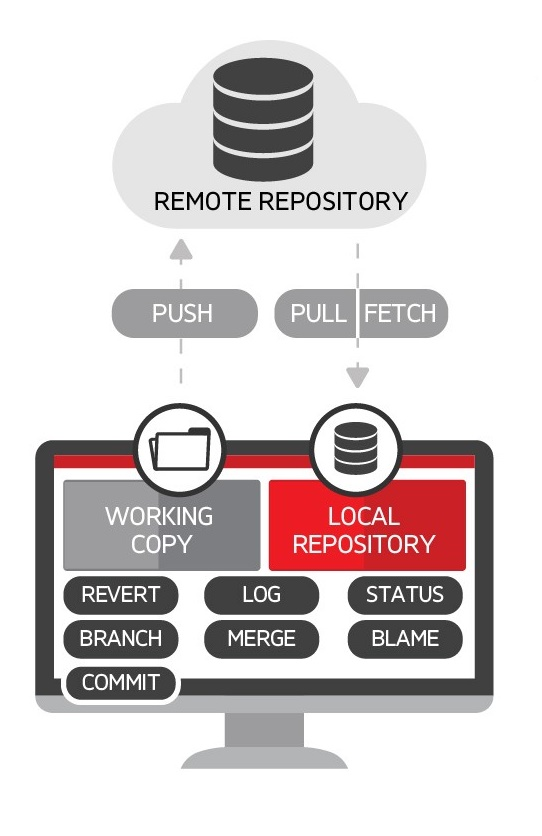 REMOTE REPOSITORY
PUSH
PULL FETCH
WORKING
COPY
LOCAL
REPOSITORY
REVERT LOG STATUS
BRANCH MERGE BLAME
COMMIT